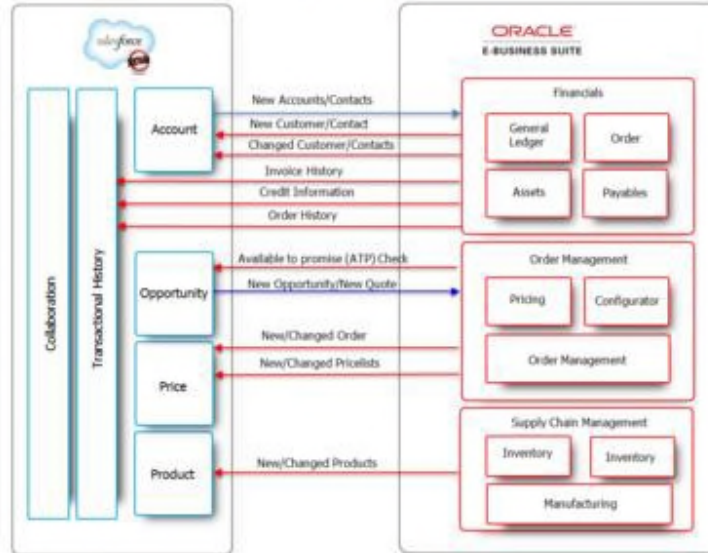 salesforce
ORACLE
E-BUSINESS SUITE
Collaboration
Transactional History
Account
Opportunity
Price
Product
New Accounts/Contacts
New Customer/Contact
Changed Customer/Contacts
Invoice History
Credit Information
Order History
Available to promise (ATP) Check
New Opportunity/New Quote
New/Changed Order
New/Changed Pricelists
New/Changed Products
Financials
General
Ledger
Order
Assets
Payables
Order Management
Pricing
Configurator
Order Management
Supply Chain Management
Inventory
Inventory
Manufacturing